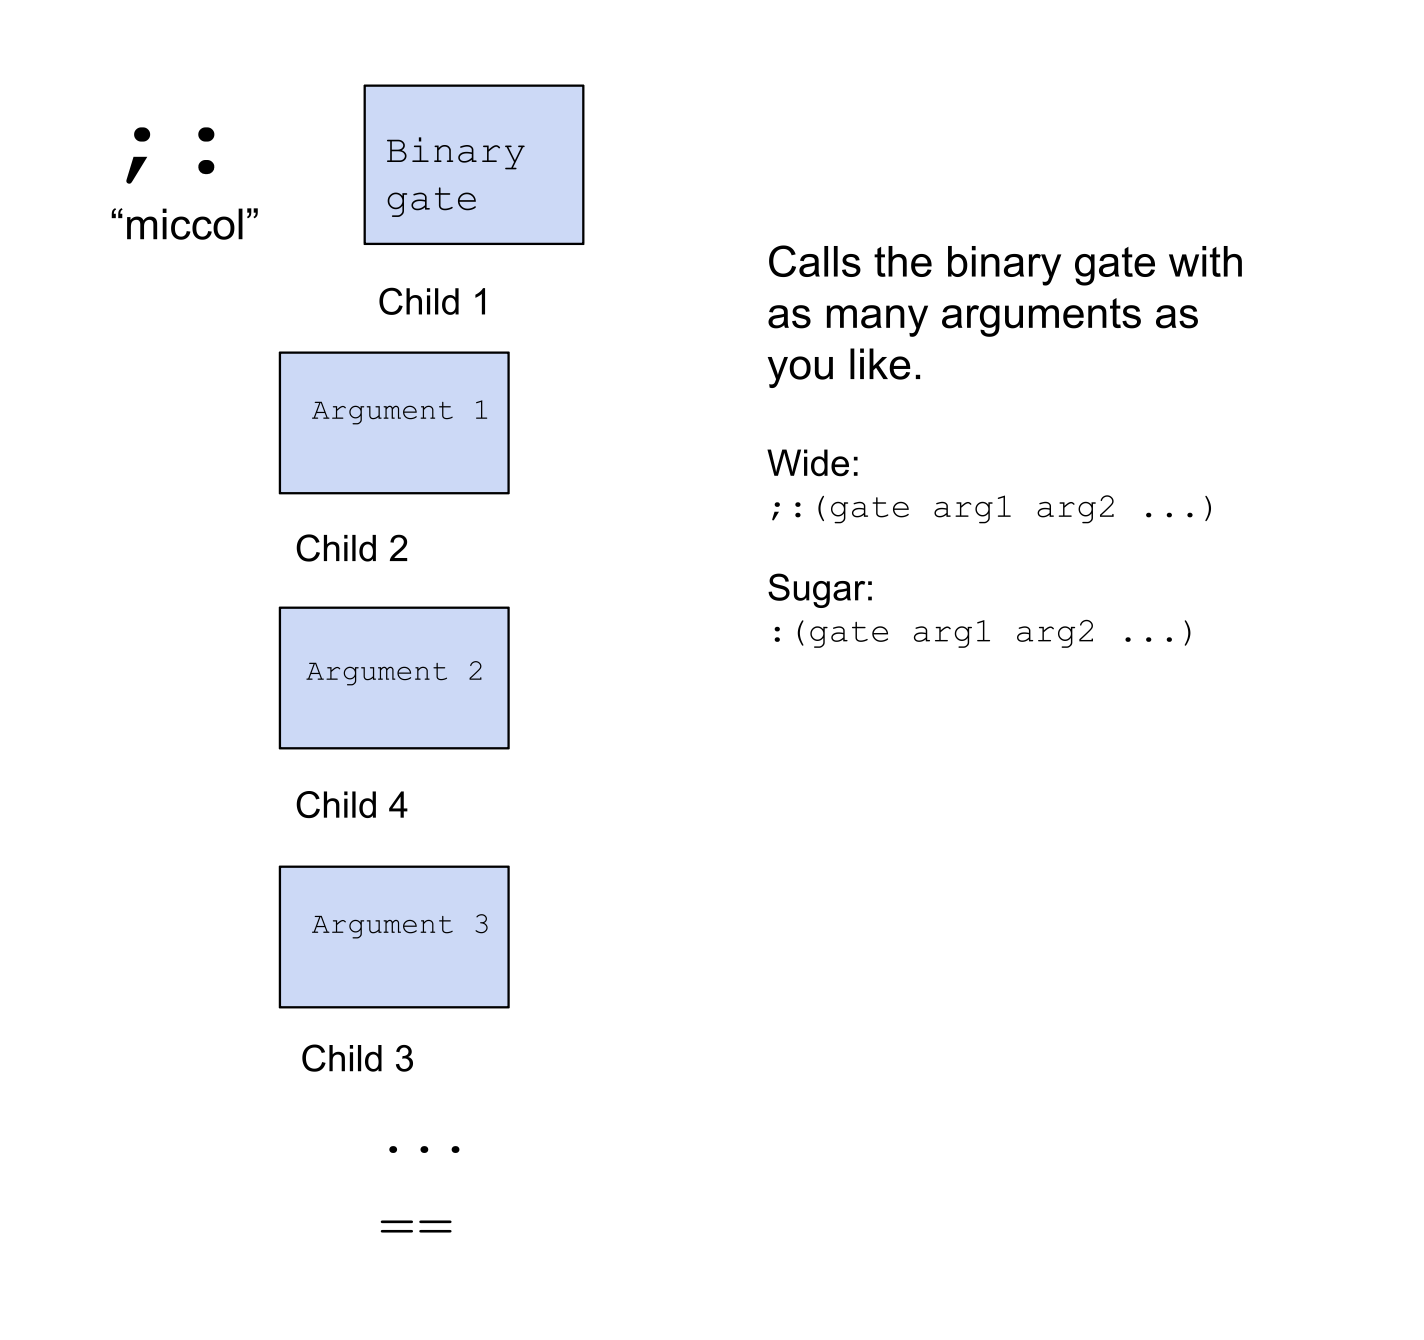 ;:
“miccol”
Binary
gate
Child 1
Argument 1
Child 2
Argument 2
Child 4
Argument 3
Child 3
...
==
Calls the binary gate with
as many arguments as
you like.
Wide:
;:(gate arg1 arg2 ...)
Sugar:
:(gate arg1 arg2 ...)